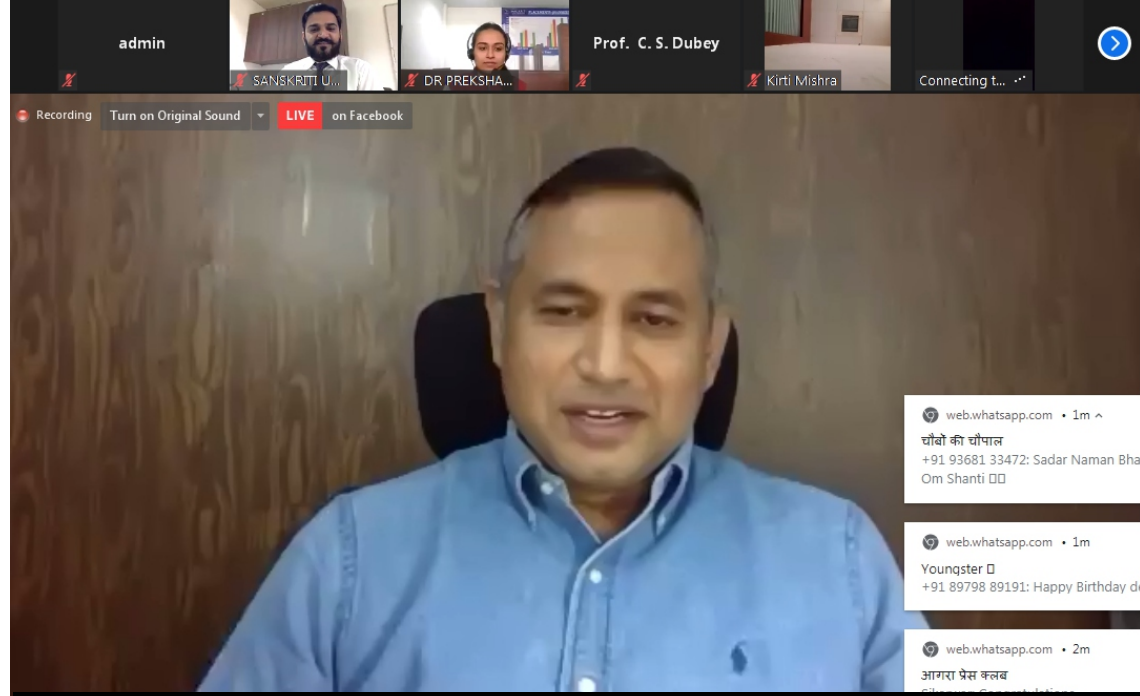 admin
SANSKRITI U...
DR PREKSHA...
Prof. C. S. Dubey
Kirti Mishra
Connecting t...
Recording
Turn on Original Sound
LIVE
on Facebook
web.whatsapp.com • 1m
चौबों की चौपाल
+91 93681 33472: Sadar Naman Bha
Om Shanti
web.whatsapp.com • 1m
Youngster
+91 89798 89191: Happy Birthday de
web.whatsapp.com • 2m
आगरा प्रेस क्लब